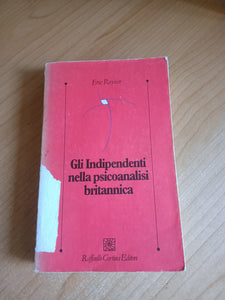 Eric Rayner
Gli Indipendenti
nella psicoanalisi
britannica
Raffaello Cortina Editore